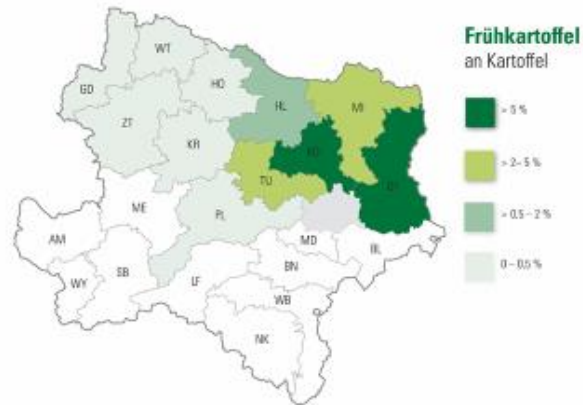 Frühkartoffel
an Kartoffel
> 5 %
> 2–5 %
> 0,5–2 %
0–0,5 %
WT
GD
HO
HL
MI
ZT
KR
KO
GF
TU
ME
PL
AM
MD
BL
SB
LF
BN
WY
WB
NK